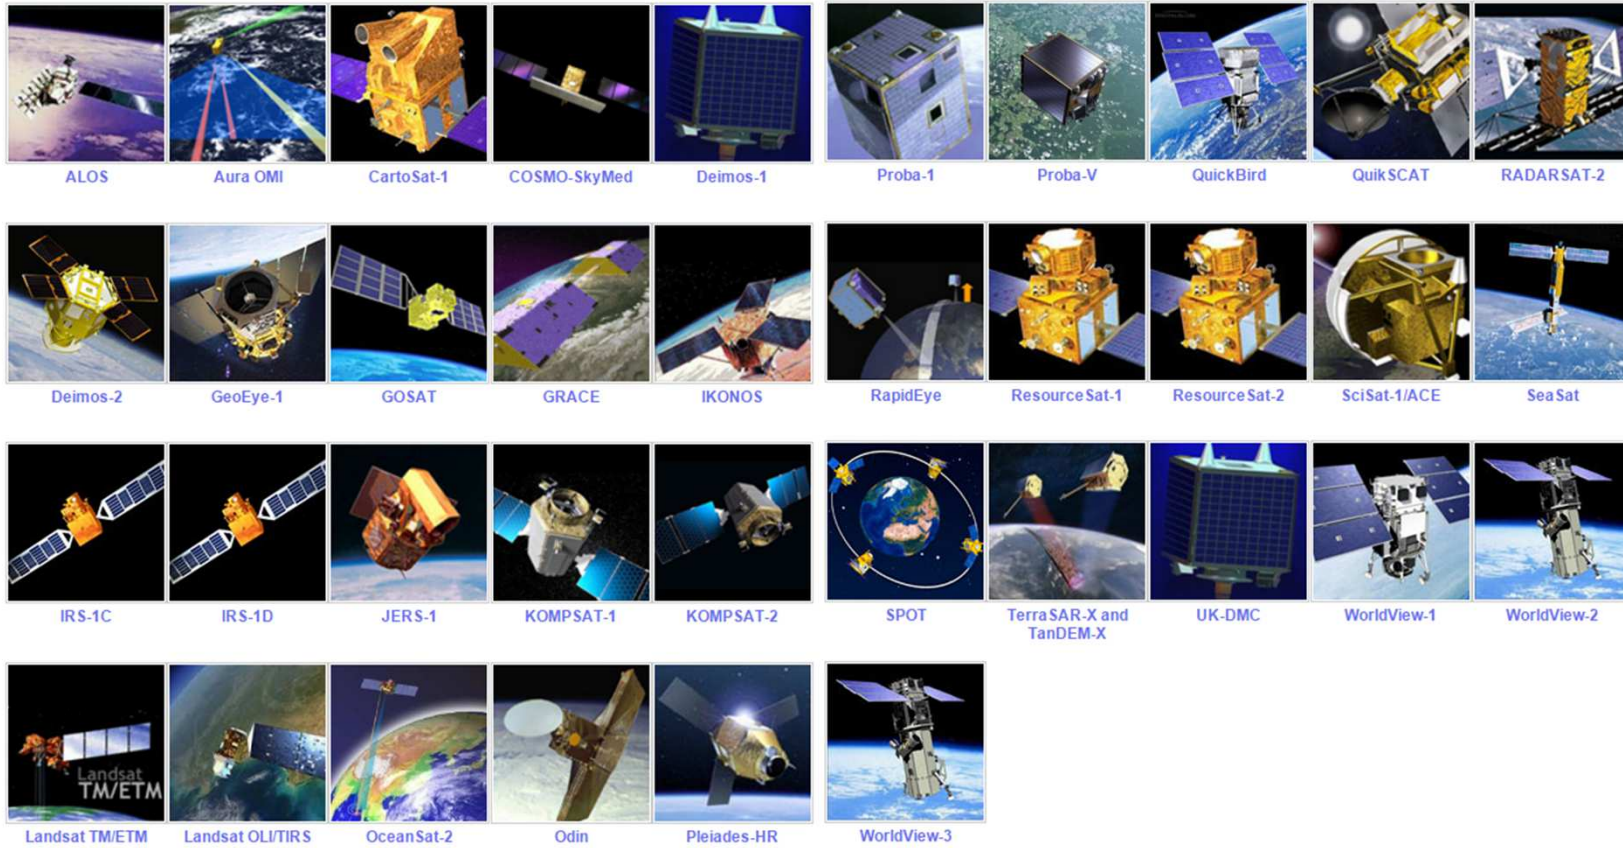 ALOS
Aura OMI
CartoSat-1
COSMO-SkyMed
Deimos-1
Proba-1
Proba-V
QuickBird
QuikSCAT
RADARSAT-2
Deimos-2
GeoEye-1
GOSAT
GRACE
IKONOS
RapidEye
ResourceSat-1
ResourceSat-2
SciSat-1/ACE
SeaSat
IRS-1C
IRS-1D
JERS-1
KOMPSAT-1
KOMPSAT-2
SPOT
TerraSAR-X and
TanDEM-X
UK-DMC
WorldView-1
WorldView-2
Landsat
TM/ETM
Landsat TM/ETM
Landsat OLI/TIRS
OceanSat-2
Odin
Pleiades-HR
WorldView-3